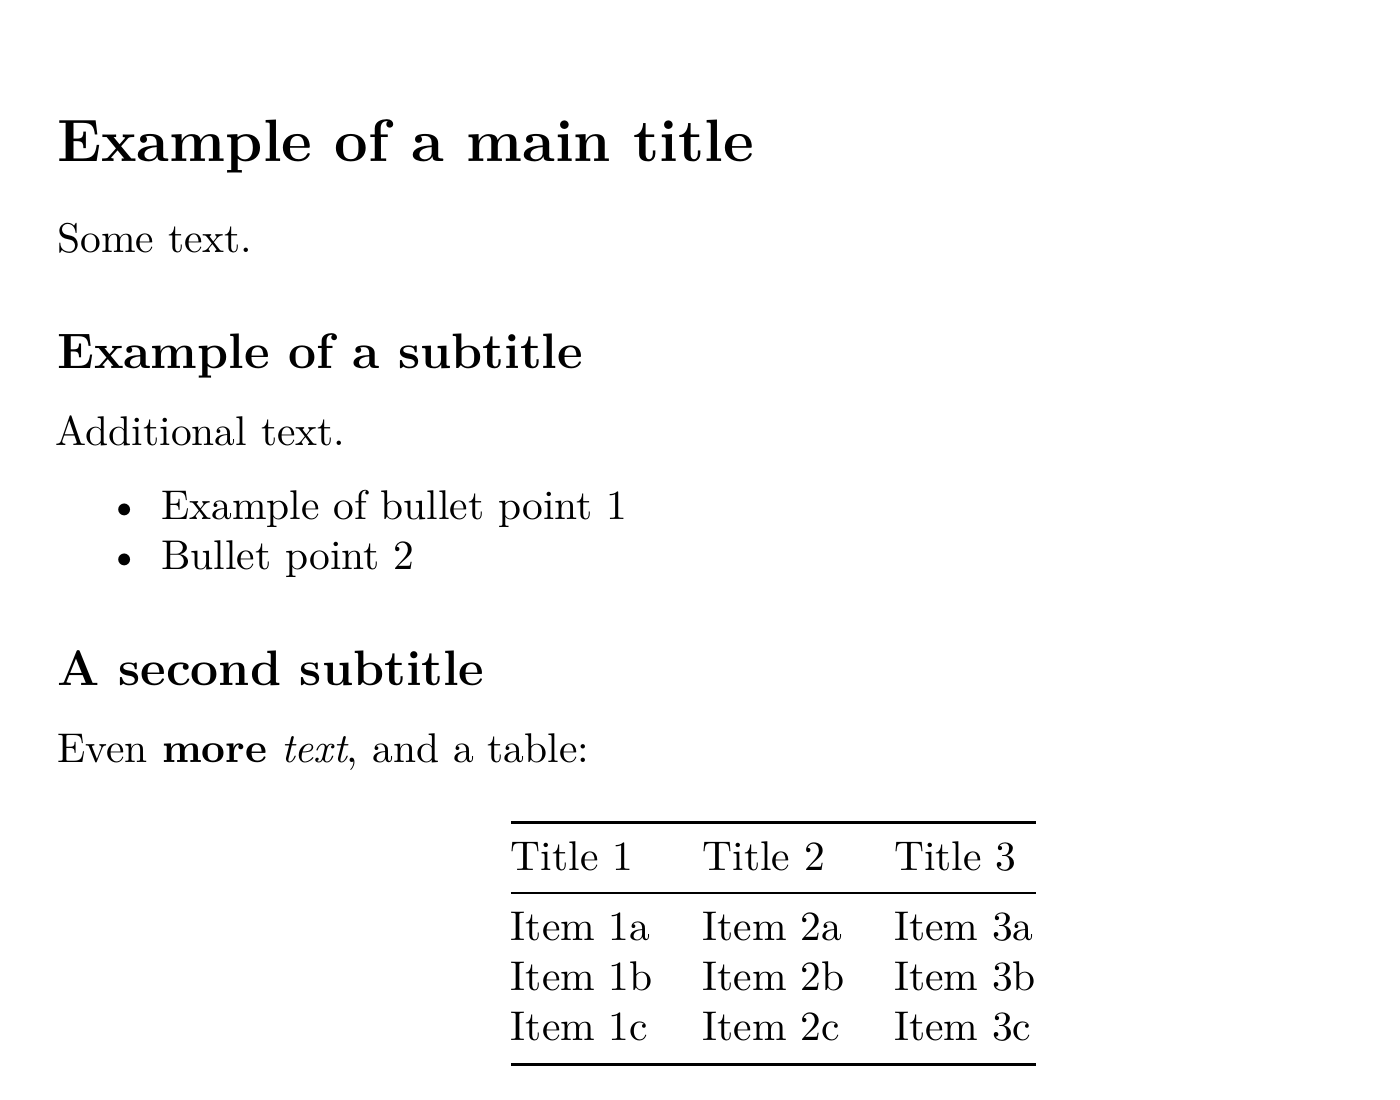 Example of a main title
Some text.
Example of a subtitle
Additional text.
• Example of bullet point 1
• Bullet point 2
A second subtitle
Even more text, and a table:
Title 1 Title 2 Title 3
Item 1a Item 2a Item 3a
Item 1b Item 2b Item 3b
Item 1c Item 2c Item 3c